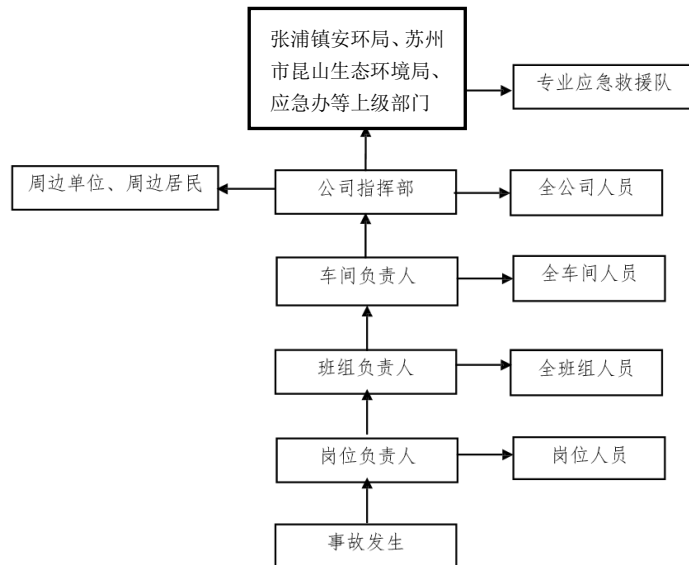 张浦镇安环局、苏州
市昆山生态环境局、
应急办等上级部门
专业应急救援队
周边单位、周边居民
公司指挥部
全公司人员
车间负责人
全车间人员
班组负责人
全班组人员
岗位负责人
岗位人员
事故发生